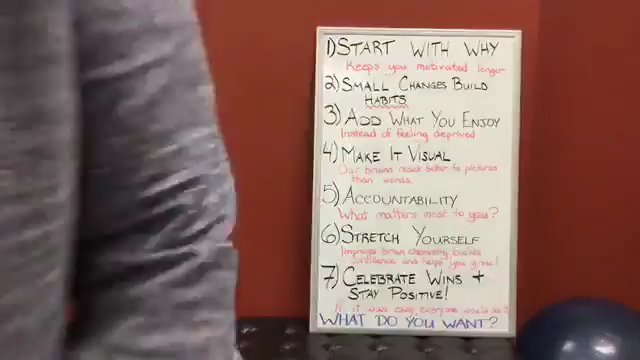 1) START WITH WHY
Keeps you motivated longer
2) SMALL CHANGES BUILD
HABITS
3) ADD WHAT YOU ENJOY
Instead of feeling deprived
4) MAKE IT VISUAL
Our brains react better to pictures
than words.
5) ACCOUNTABILITY
What matters most to you?
6) STRETCH YOURSELF
Improves brain chemistry, builds
confidence and helps you grow!
7) CELEBRATE WINS +
STAY POSITIVE!
If it was easy, everyone would do it
WHAT DO YOU WANT?